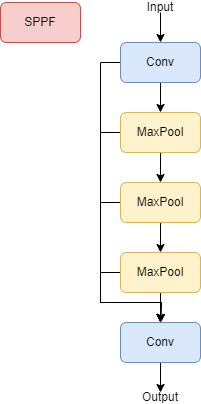 SPPF
Input
Conv
MaxPool
MaxPool
MaxPool
Conv
Output